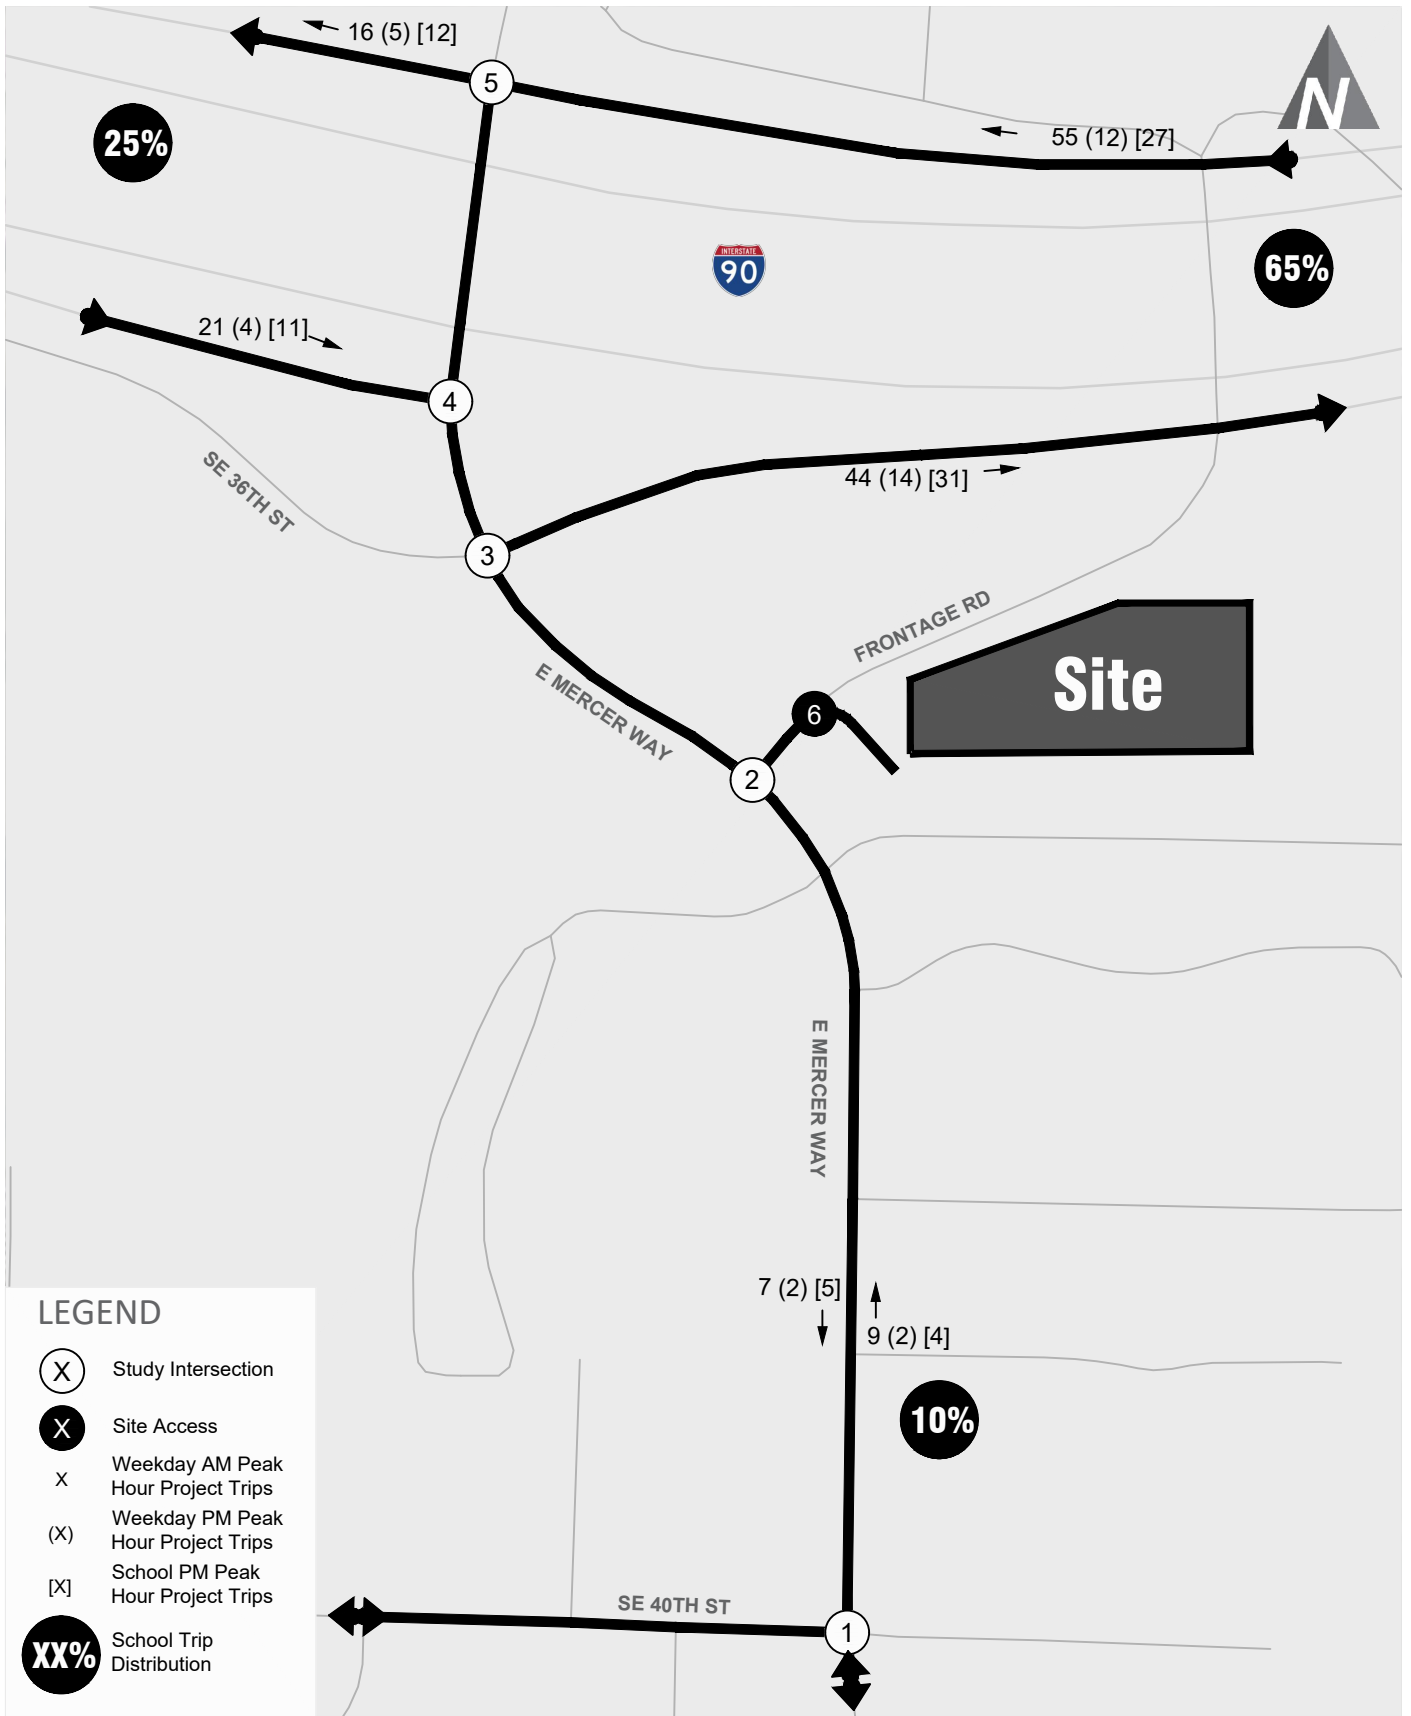 16 (5) [12]
5
N
25%
55 (12) [27]
INTERSTATE
90
65%
21 (4) [11]
4
44 (14) [31]
SE 36TH ST
3
FRONTAGE RD
E MERCER WAY
Site
6
2
E MERCER WAY
7 (2) [5]
9 (2) [4]
10%
SE 40TH ST
1
LEGEND
X Study Intersection
X Site Access
X Weekday AM Peak
Hour Project Trips
(X) Weekday PM Peak
Hour Project Trips
[X] School PM Peak
Hour Project Trips
XX% School Trip
Distribution